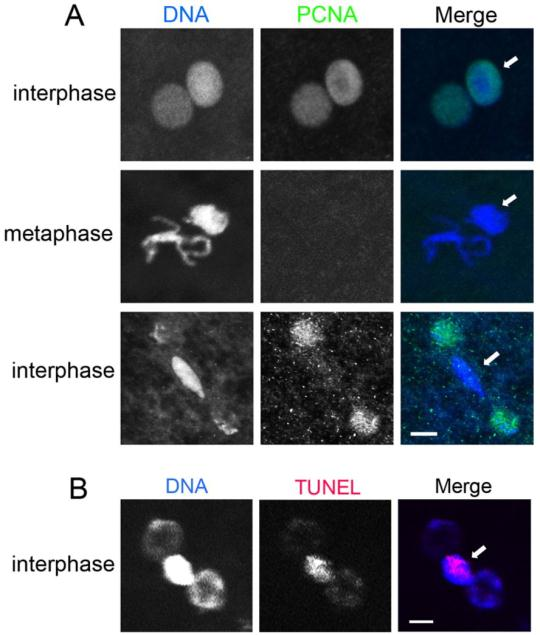 A
DNA PCNA Merge
interphase
metaphase
interphase
B
DNA TUNEL Merge
interphase